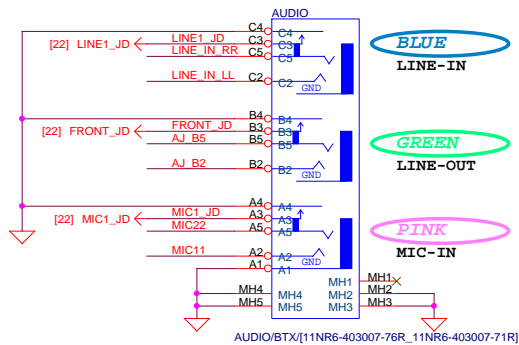 AUDIO
C4 C4
[22] LINE1_JD LINE1_JD C3 C3
LINE_IN_RR C5 C5
BLUE
LINE-IN
LINE_IN_LL C2 C2
GND
B4 B4
[22] FRONT_JD FRONT_JD B3 B3
AJ_B5 B5 B5
GREEN
LINE-OUT
AJ_B2 B2 B2
GND
A4 A4
[22] MIC1_JD MIC1_JD A3 A3
MIC22 A5 A5
PINK
MIC-IN
MIC11 A2 A2
GND
A1 A1
MH1 MH1
MH4 MH4 MH2 MH2
MH5 MH5 MH3 MH3
AUDIO/BTX/[11NR6-403007-76R_11NR6-403007-71R]